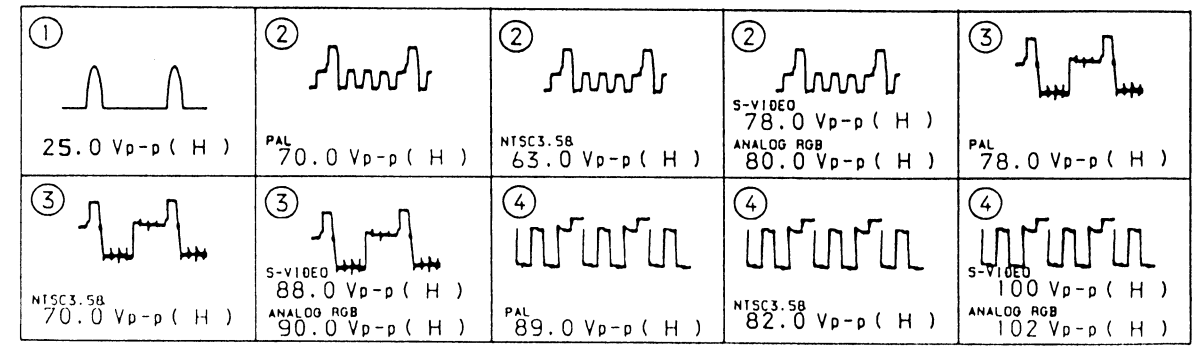 ①
25.0 Vp-p ( H )
②
PAL
70.0 Vp-p ( H )
②
NTSC3.58
63.0 Vp-p ( H )
②
S-VIDEO
78.0 Vp-p ( H )
ANALOG RGB
80.0 Vp-p ( H )
③
PAL
78.0 Vp-p ( H )
③
NTSC3.58
70.0 Vp-p ( H )
③
S-VIDEO
88.0 Vp-p ( H )
ANALOG RGB
90.0 Vp-p ( H )
④
PAL
89.0 Vp-p ( H )
④
NTSC3.58
82.0 Vp-p ( H )
④
S-VIDEO
100 Vp-p ( H )
ANALOG RGB
102 Vp-p ( H )